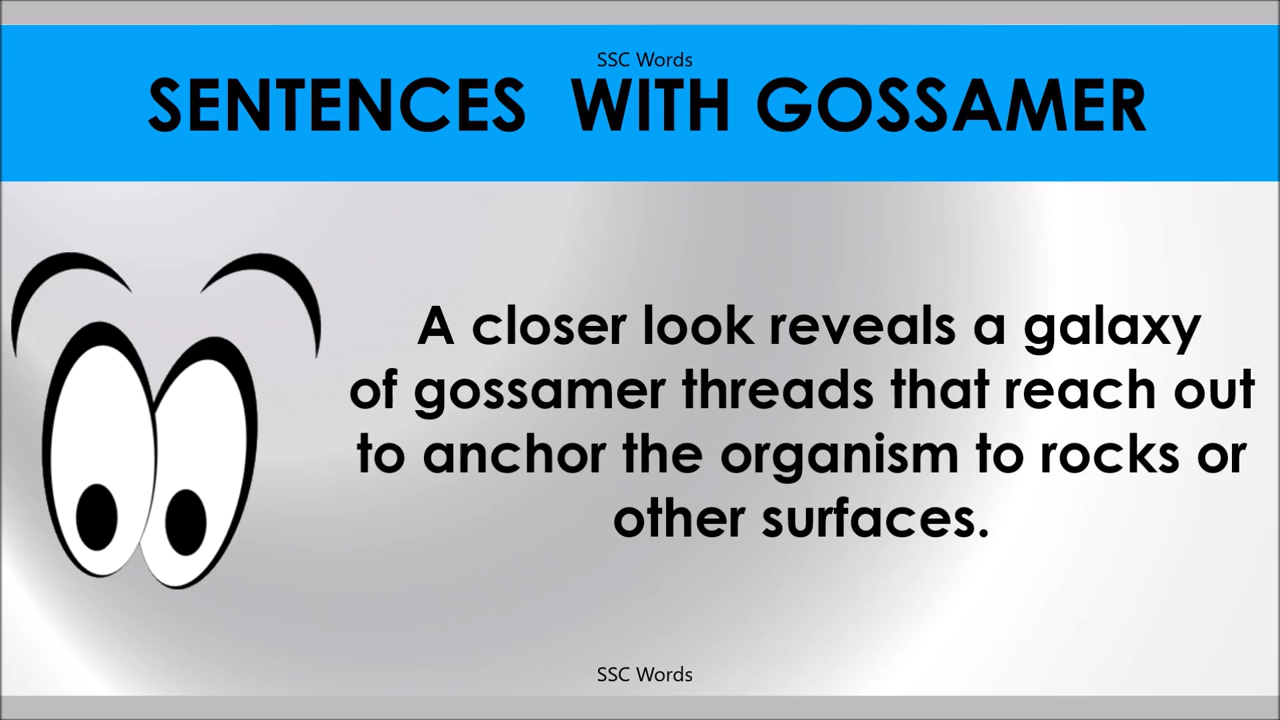 SSC Words
SENTENCES WITH GOSSAMER
A closer look reveals a galaxy
of gossamer threads that reach out
to anchor the organism to rocks or
other surfaces.
SSC Words